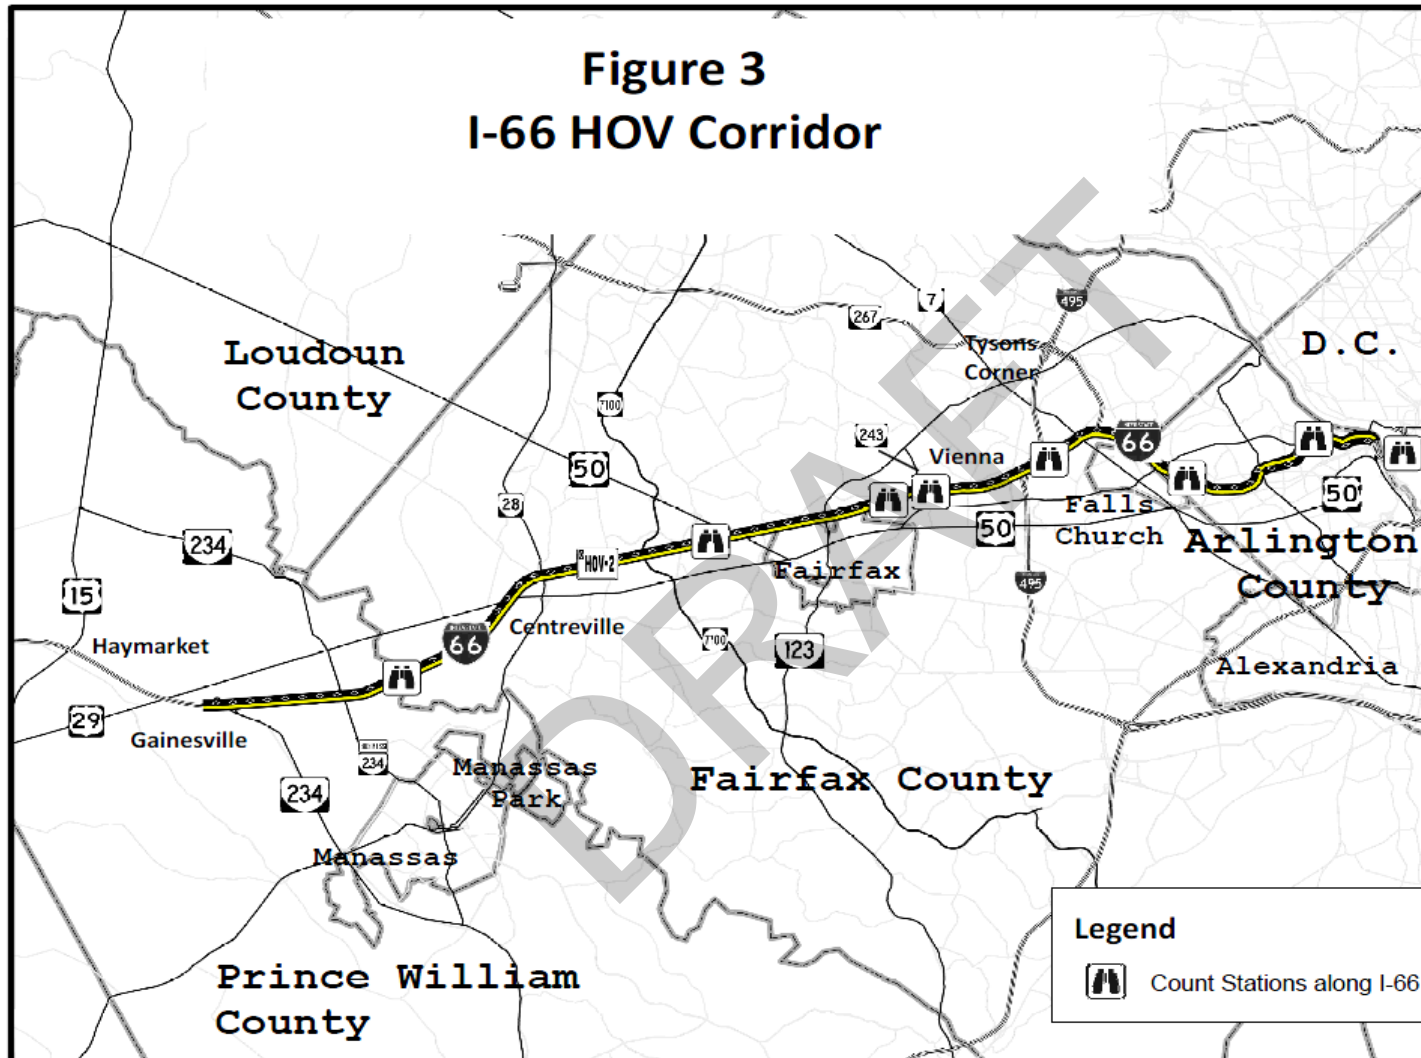 Figure 3
I-66 HOV Corridor
DRAFT
7
495
267
Tysons
Corner
D.C.
Loudoun
County
7100
243
66
Vienna
50
28
50
Falls
Church
50
234
Arlington
County
HOV-2
Fairfax
495
15
Centreville
66
7100
123
Haymarket
Alexandria
29
Gainesville
234
Manassas
Park
Fairfax County
234
Manassas
Legend
Count Stations along I-66
Prince William
County